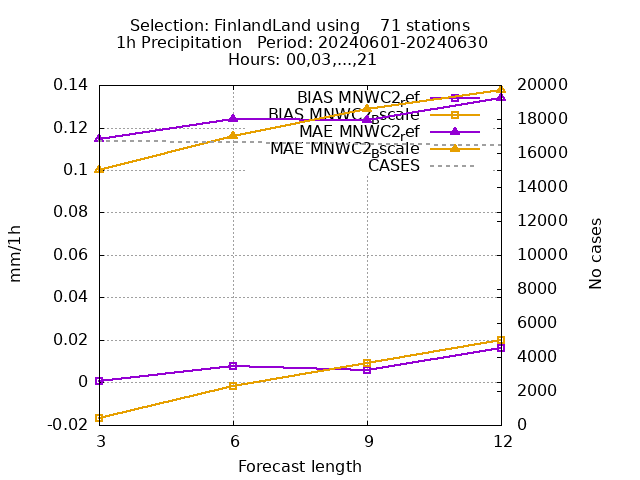 Selection: FinlandLand using    71 stations
1h Precipitation   Period: 20240601-20240630
Hours: 00,03,...,21
0.14
0.12
0.1
0.08
0.06
0.04
0.02
0
-0.02
20000
18000
16000
14000
12000
10000
8000
6000
4000
2000
0
BIAS MNWC2_ref
BIAS MNWC2_Bscale
MAE MNWC2_ref
MAE MNWC2_Bscale
CASES
mm/1h
No cases
3 6 9 12
Forecast length